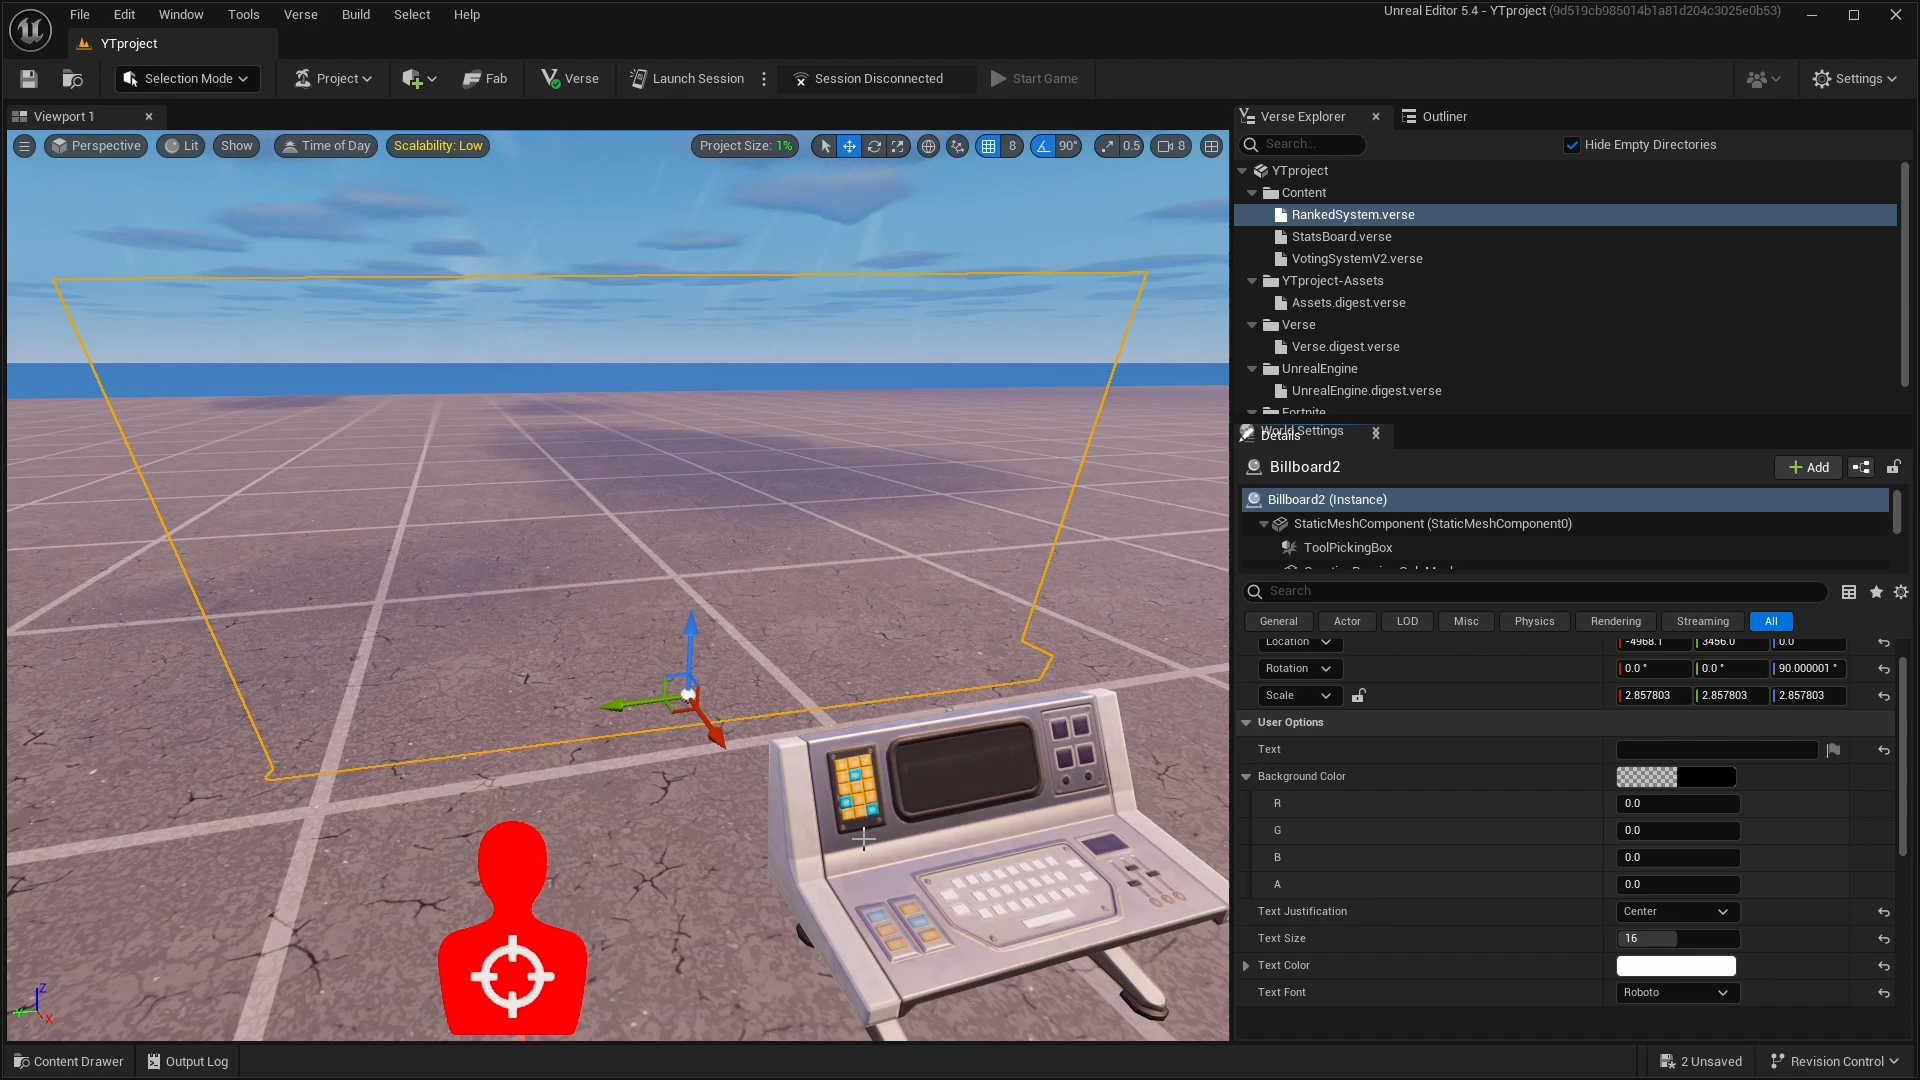 File Edit Window Tools Verse Build Select Help
Unreal Editor 5.4 - YTproject (9d519cb985014b1a81d204c3025e0b53)
YTproject
Selection Mode Project Fab Verse Launch Session Session Disconnected Start Game Settings
Viewport 1
Perspective Lit Show Time of Day Scalability: Low Project Size: 1% 8 90° 0.5 8
Verse Explorer Outliner
Search... Hide Empty Directories
YTproject
Content
RankedSystem.verse
StatsBoard.verse
VotingSystemV2.verse
YTproject-Assets
Assets.digest.verse
Verse
Verse.digest.verse
UnrealEngine
UnrealEngine.digest.verse
Fortnite
World Settings
Details
Billboard2 Add
Billboard2 (Instance)
StaticMeshComponent (StaticMeshComponent0)
ToolPickingBox
Search
General Actor LOD Misc Physics Rendering Streaming All
Location -4968.1 3456.0 0.0
Rotation 0.0 ° 0.0 ° 90.000001 °
Scale 2.857803 2.857803 2.857803
User Options
Text
Background Color
R 0.0
G 0.0
B 0.0
A 0.0
Text Justification Center
Text Size 16
Text Color
Text Font Roboto
Z
Y
X
Content Drawer Output Log 2 Unsaved Revision Control